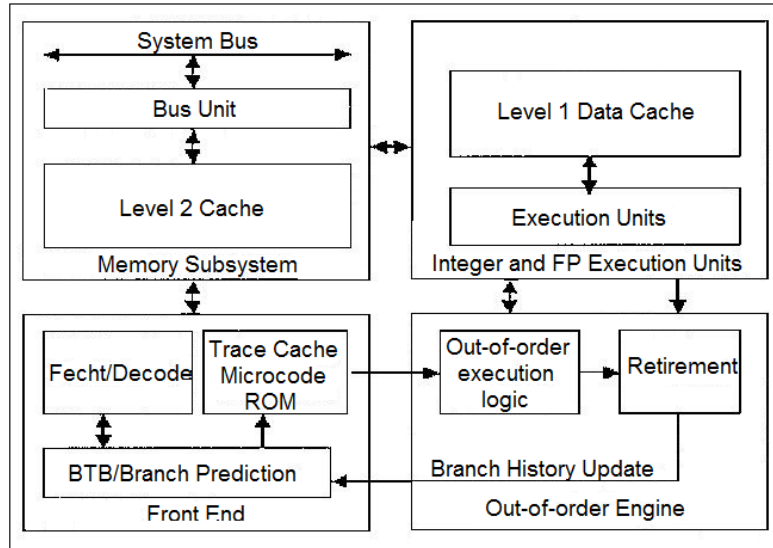 System Bus
Bus Unit
Level 2 Cache
Memory Subsystem
Level 1 Data Cache
Execution Units
Integer and FP Execution Units
Fecht/Decode
Trace Cache
Microcode
ROM
BTB/Branch Prediction
Front End
Out-of-order
execution
logic
Retirement
Branch History Update
Out-of-order Engine